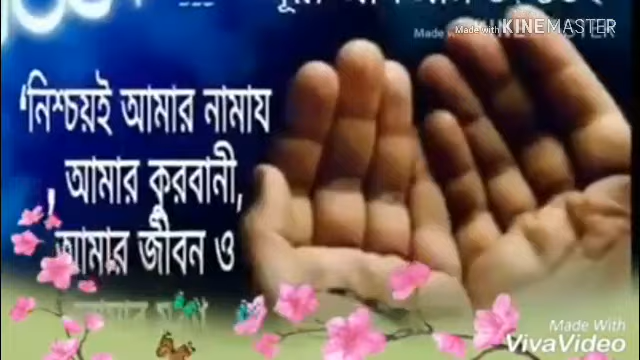 Made With KINEMASTER
'নিশ্চয়ই আমার নামায
, আমার কুরবানী,
আমার জীবন ও
Made With
VivaVideo